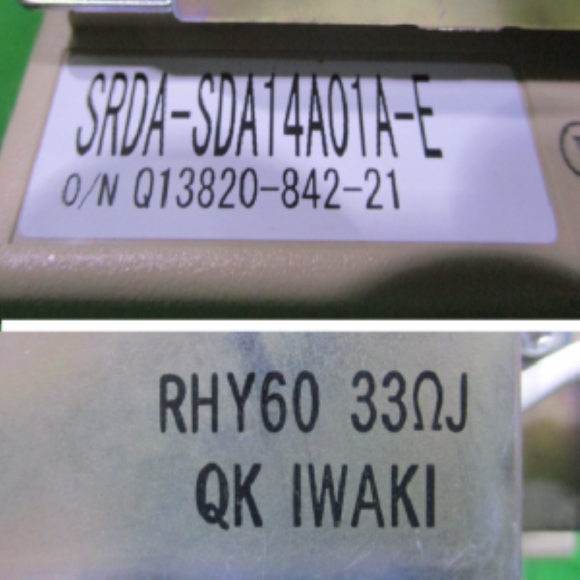 SRDA-SDA14A01A-E
O/N Q13820-842-21
RHY60 33ΩJ
QK IWAKI